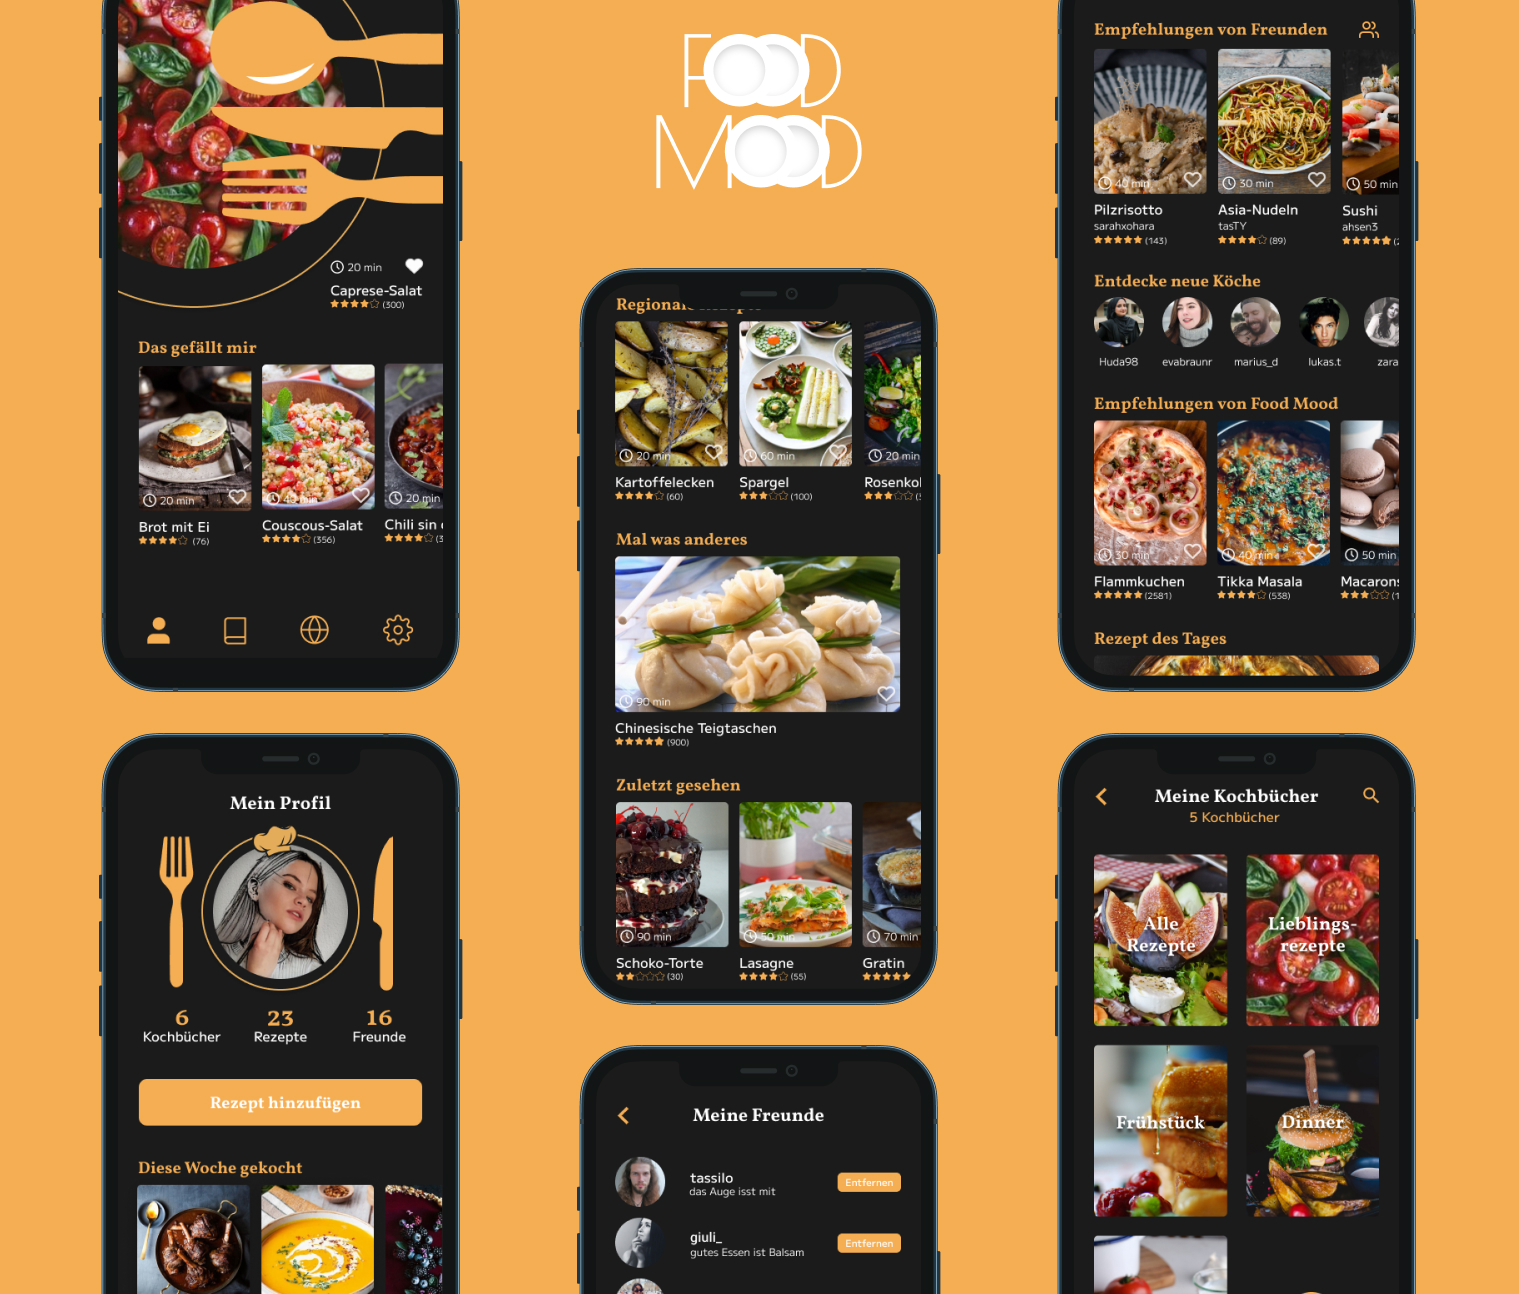 FOOD
MOOD
20 min
Caprese-Salat
(300)
Das gefällt mir
20 min
40 min
20 min
Brot mit Ei
Couscous-Salat
Chili sin
(76)
(356)
Mein Profil
6
23
16
Kochbücher
Rezepte
Freunde
Rezept hinzufügen
Diese Woche gekocht
Regionale Rezepte
20 min
60 min
20 min
Kartoffelecken
Spargel
Rosenkol
(60)
(100)
Mal was anderes
90 min
Chinesische Teigtaschen
(900)
Zuletzt gesehen
90 min
50 min
70 min
Schoko-Torte
Lasagne
Gratin
(30)
(55)
Meine Freunde
tassilo
das Auge isst mit
Entfernen
giuli_
gutes Essen ist Balsam
Entfernen
Empfehlungen von Freunden
40 min
30 min
50 min
Pilzrisotto
Asia-Nudeln
Sushi
sarahxohara
tasTY
ahsen3
(143)
(89)
Entdecke neue Köche
Huda98
evabraunr
marius_d
lukas.t
zara
Empfehlungen von Food Mood
30 min
40 min
50 min
Flammkuchen
Tikka Masala
Macarons
(2581)
(538)
Rezept des Tages
Meine Kochbücher
5 Kochbücher
Alle
Rezepte
Lieblings-
rezepte
Frühstück
Dinner